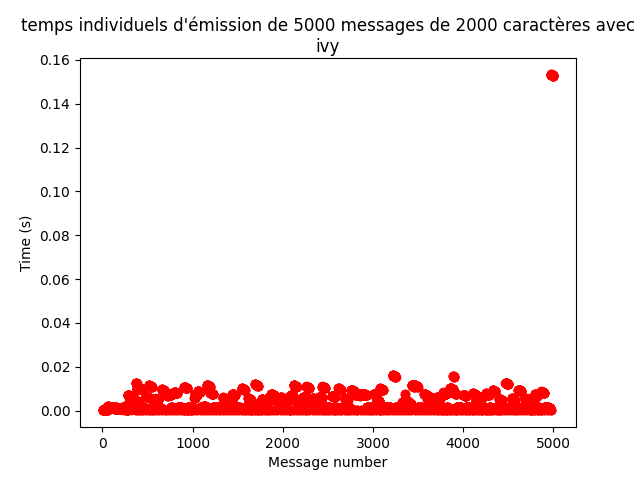 temps individuels d'émission de 5000 messages de 2000 caractères avec
ivy
0.16
0.14
0.12
0.10
0.08
0.06
0.04
0.02
0.00
Time (s)
0 1000 2000 3000 4000 5000
Message number